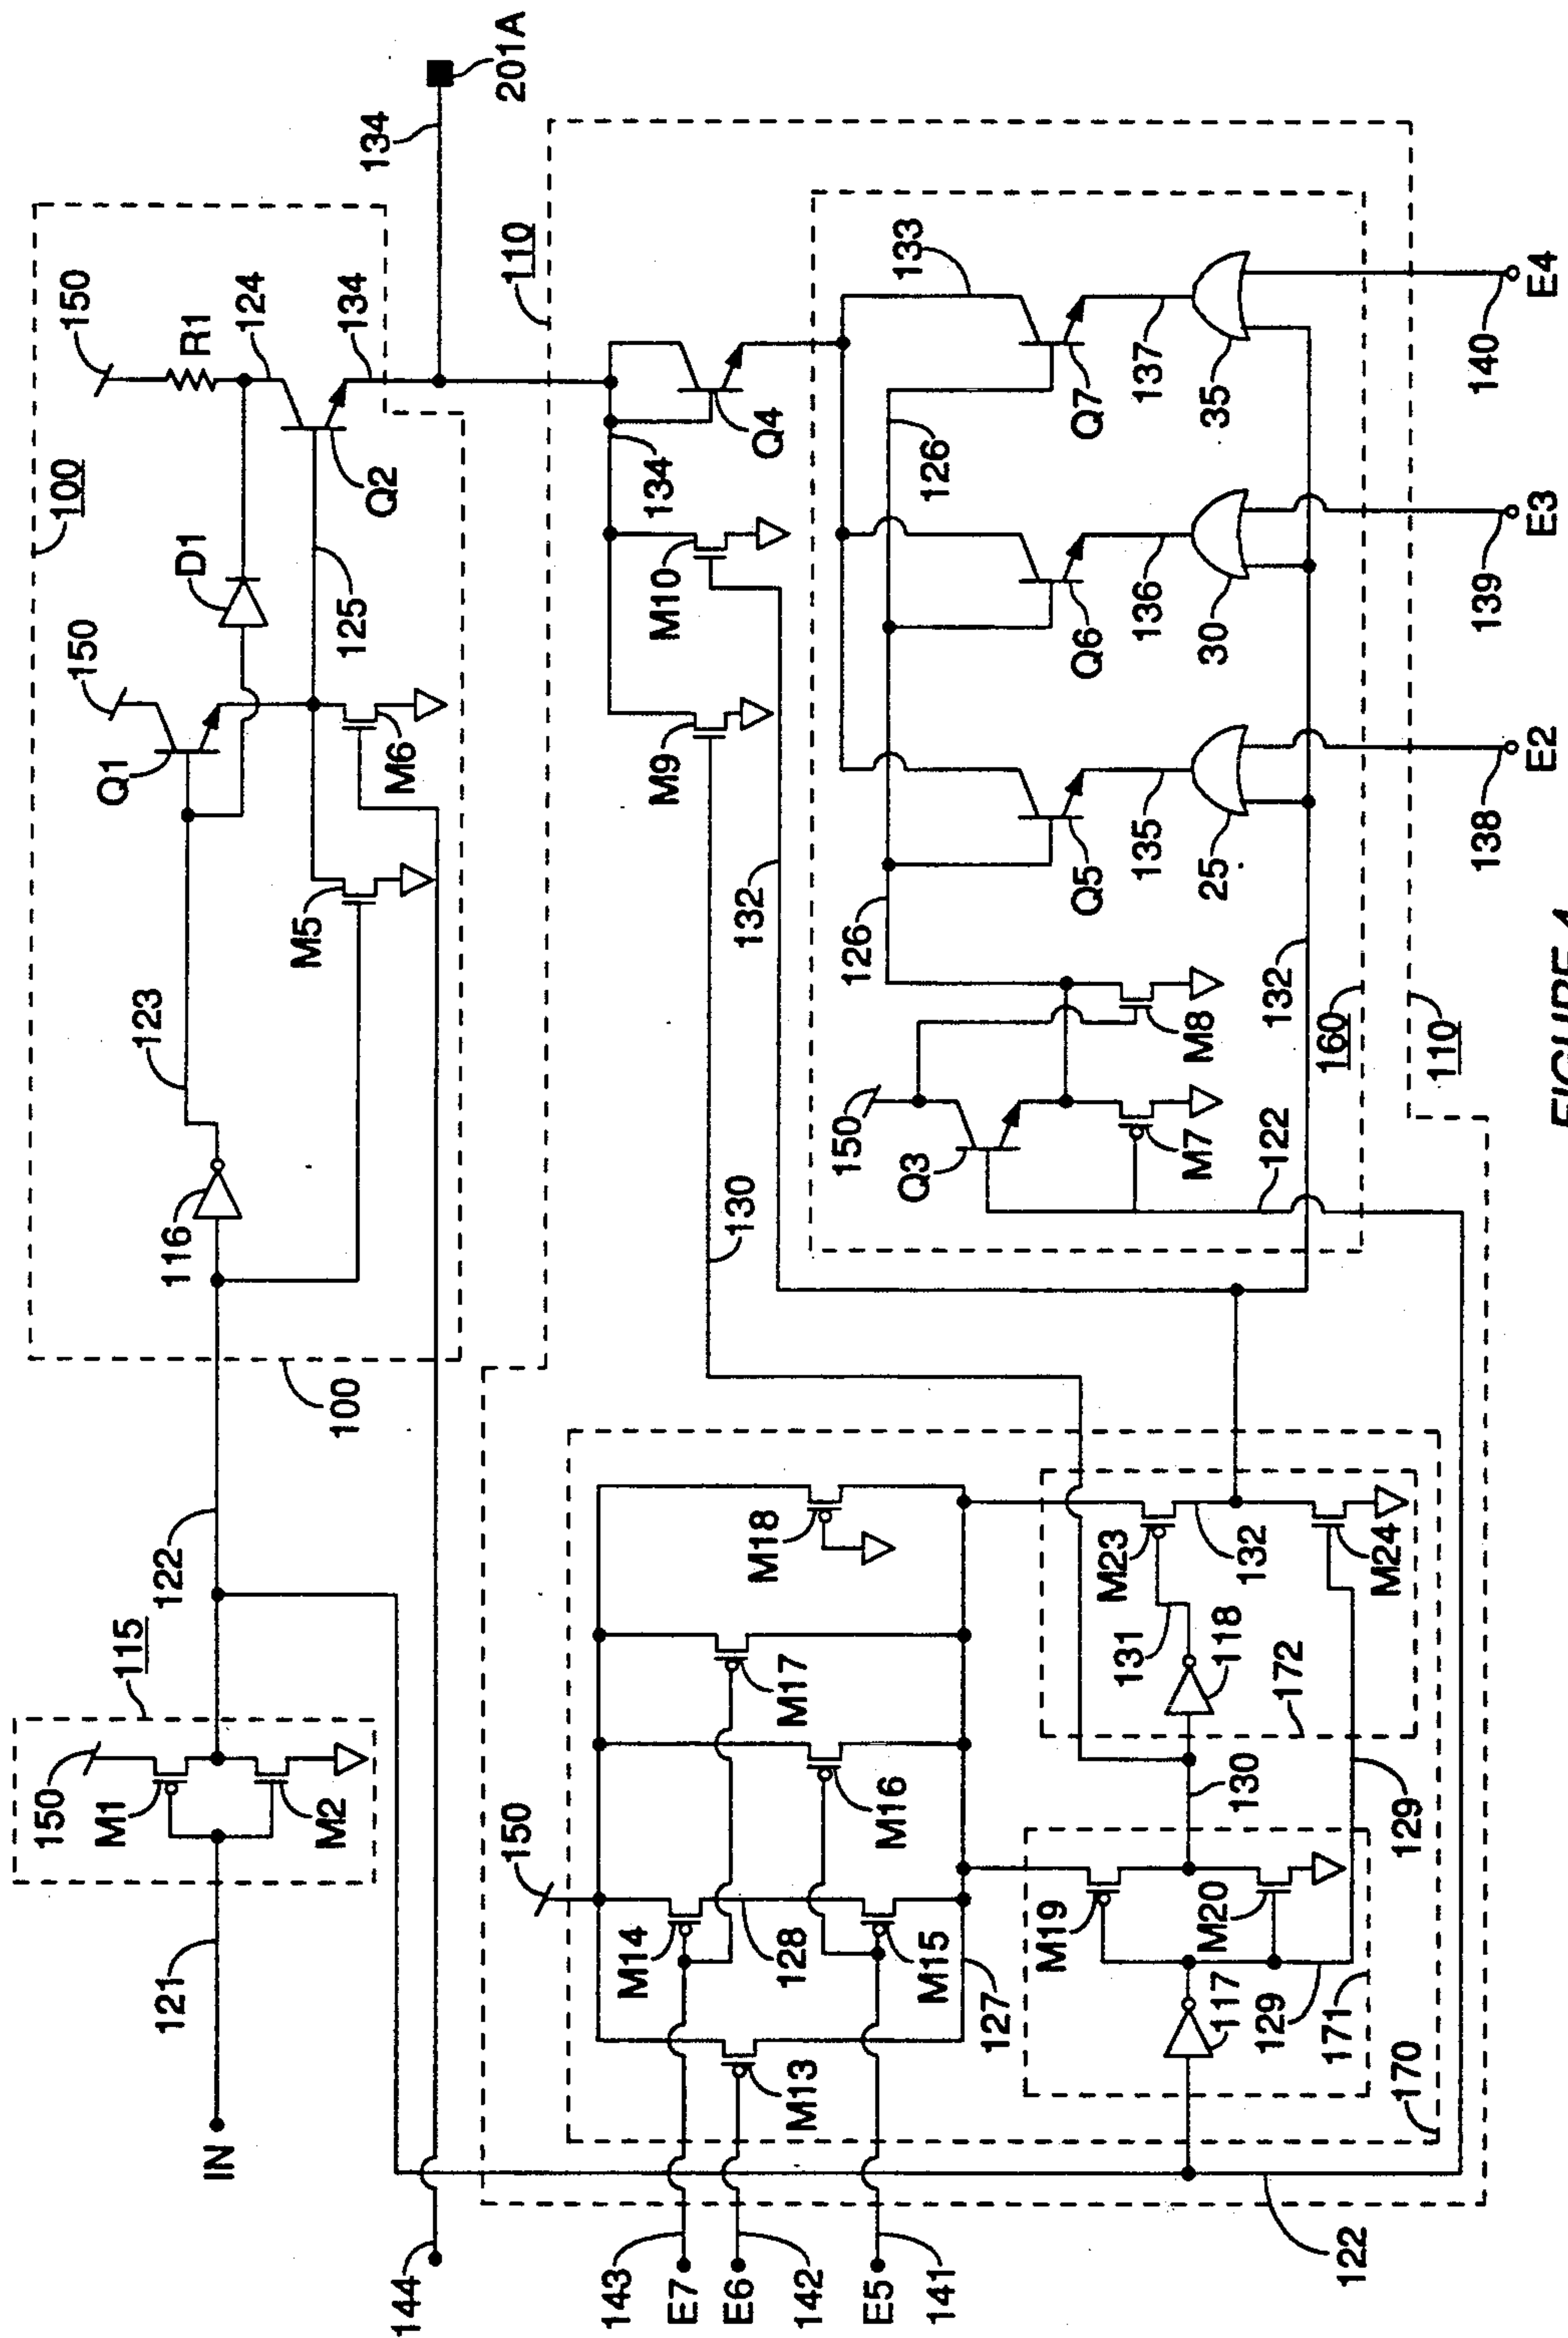 150
R1
124
134
134
201A
100
D1
Q2
125
150
Q1
M6
M5
123
116
100
122
115
150
M1
M2
121
IN
144
110
134
Q4
M10
M9
132
130
133
126
Q7
137
35
E4
140
Q6
136
30
E3
139
Q5
135
25
E2
138
126
132
150
Q3
M8
M7
122
160
110
M18
M17
M16
150
M14
128
M15
M13
127
M23
132
M24
131
118
172
130
129
M19
M20
117
129
171
170
143
E7
E6
142
E5
141
122
FIGURE 4